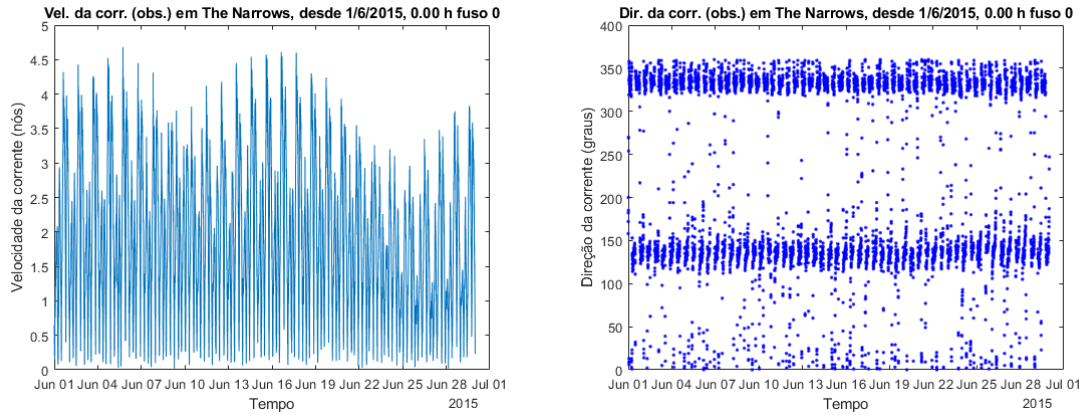 Vel. da corr. (obs.) em The Narrows, desde 1/6/2015, 0.00 h fuso 0
5
4.5
4
3.5
3
2.5
2
1.5
1
0.5
0
Velocidade da corrente (nós)
Jun 01 Jun 04 Jun 07 Jun 10 Jun 13 Jun 16 Jun 19 Jun 22 Jun 25 Jun 28 Jul 01
Tempo
2015
Dir. da corr. (obs.) em The Narrows, desde 1/6/2015, 0.00 h fuso 0
400
350
300
250
200
150
100
50
0
Direção da corrente (graus)
Jun 01 Jun 04 Jun 07 Jun 10 Jun 13 Jun 16 Jun 19 Jun 22 Jun 25 Jun 28 Jul 01
Tempo
2015